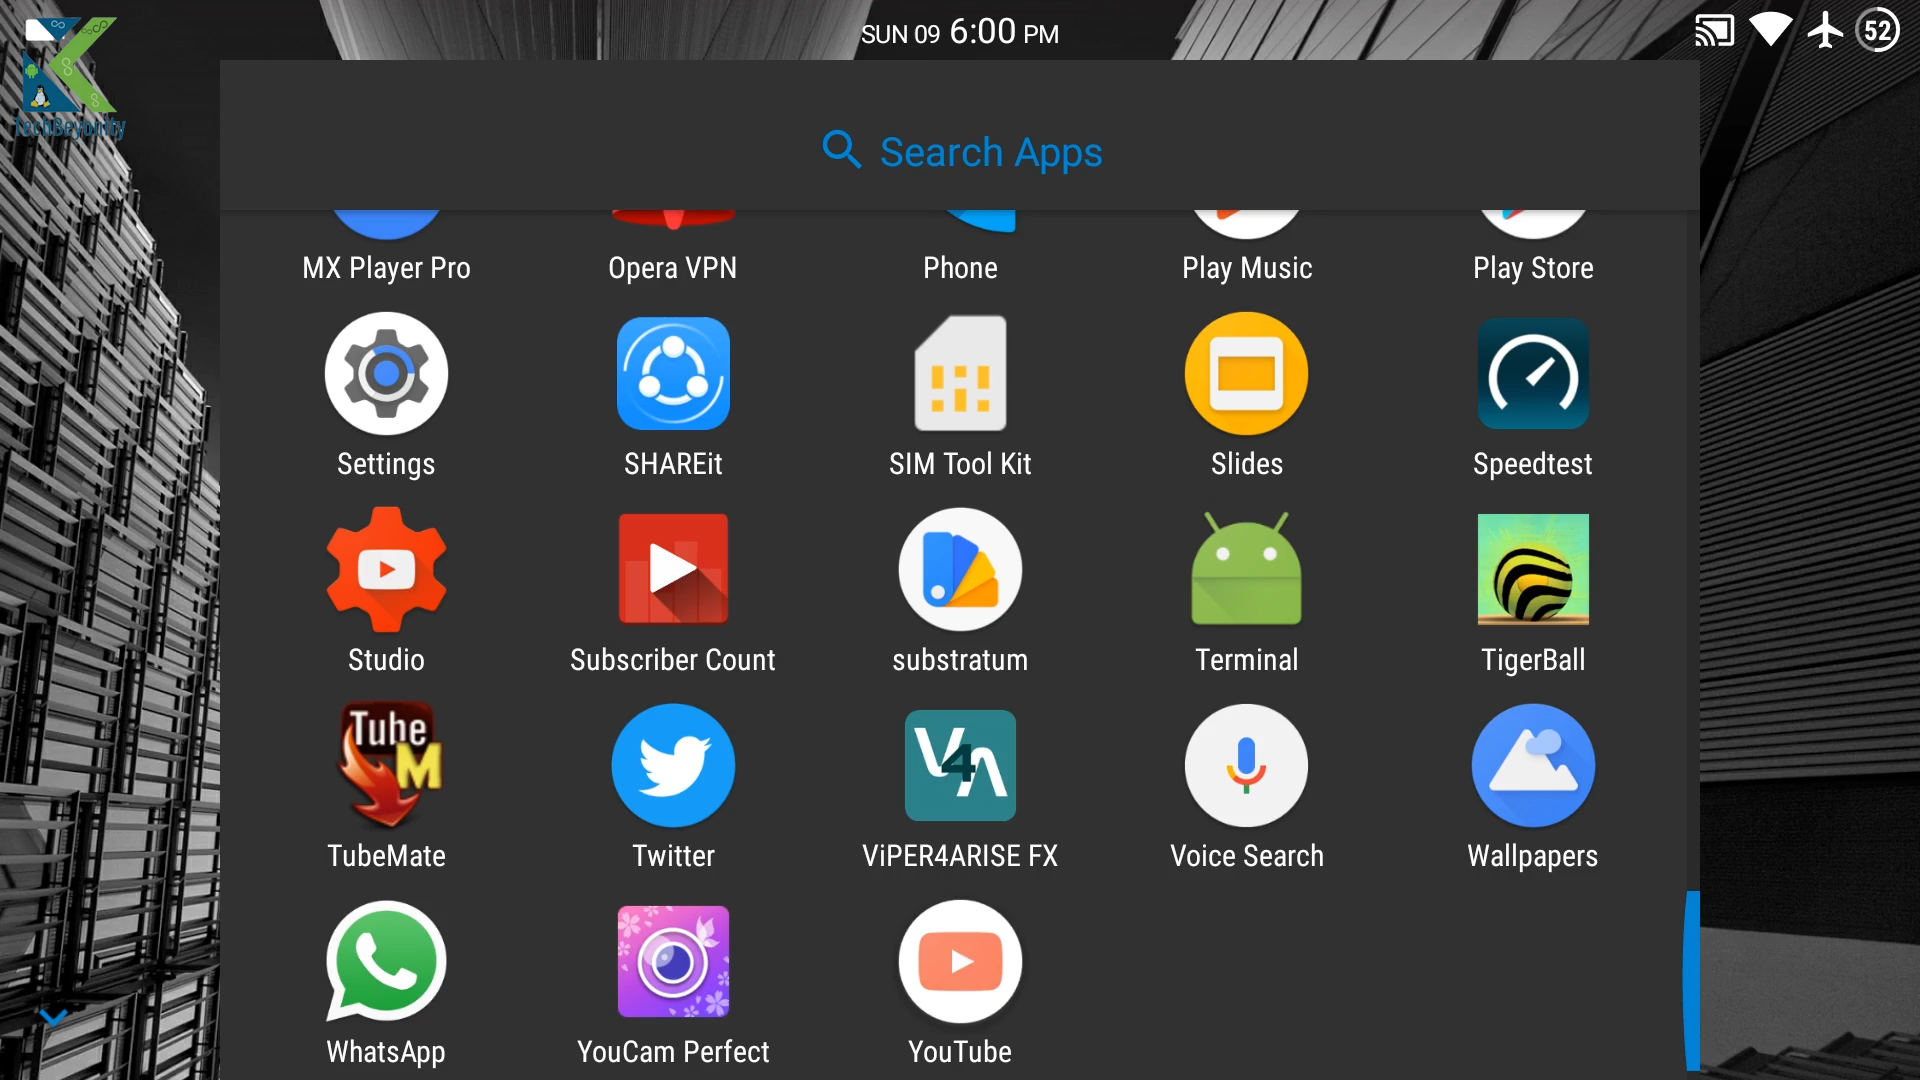 SUN 09 6:00 PM
52
TechBeyonity
Search Apps
MX Player Pro
Opera VPN
Phone
Play Music
Play Store
Settings
SHAREit
SIM Tool Kit
Slides
Speedtest
Studio
Subscriber Count
substratum
Terminal
TigerBall
Tube
M
V4A
TubeMate
Twitter
ViPER4ARISE FX
Voice Search
Wallpapers
WhatsApp
YouCam Perfect
YouTube